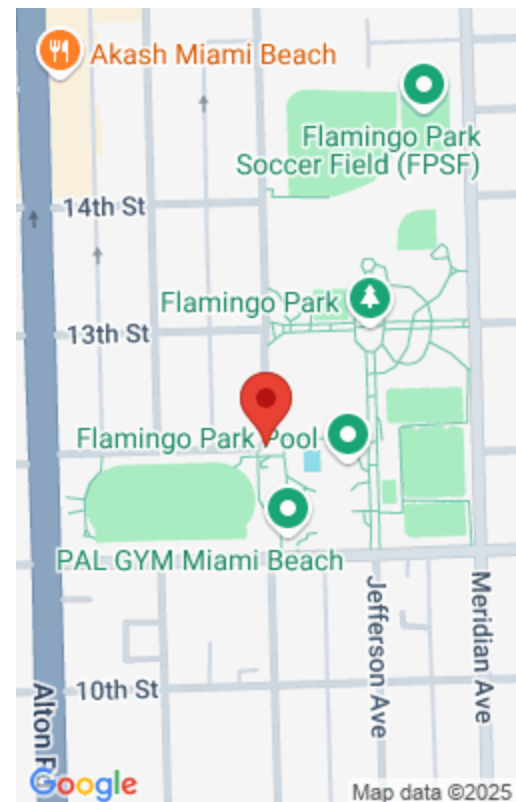 Akash Miami Beach
Flamingo Park
Soccer Field (FPSF)
14th St
Flamingo Park
13th St
Flamingo Park Pool
PAL GYM Miami Beach
Jefferson Ave
Meridian Ave
10th St
Alton
Google
Map data ©2025